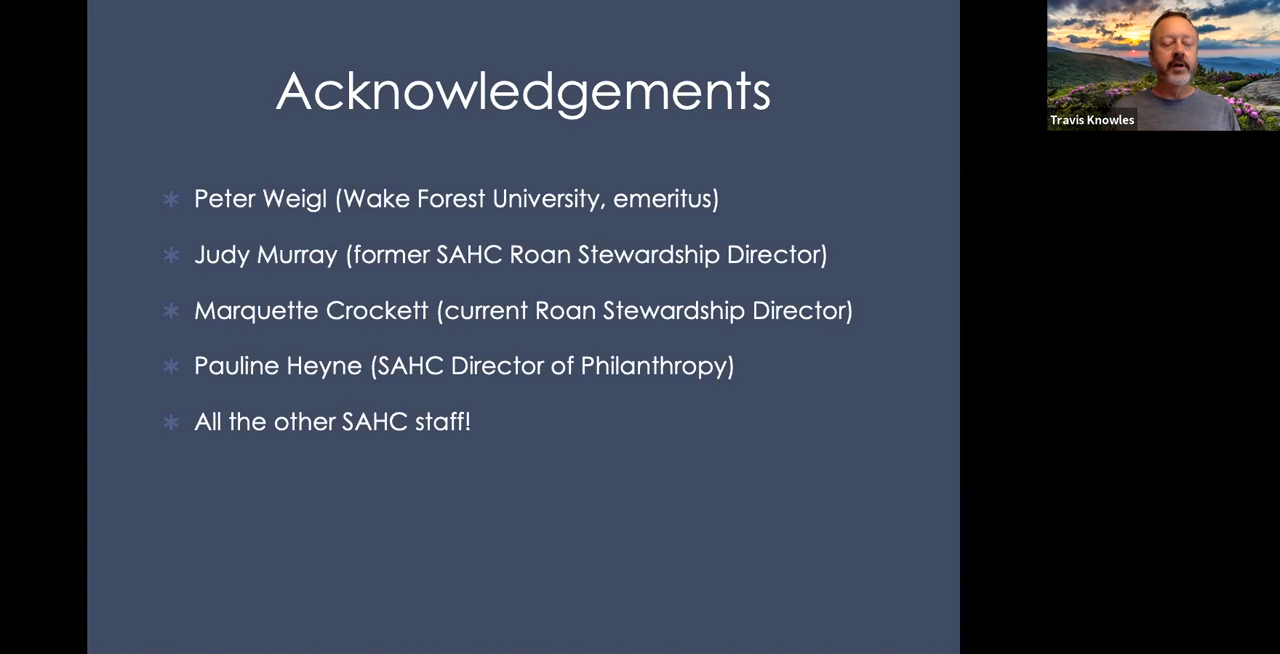 Acknowledgements
Peter Weigl (Wake Forest University, emeritus)
Judy Murray (former SAHC Roan Stewardship Director)
Marquette Crockett (current Roan Stewardship Director)
Pauline Heyne (SAHC Director of Philanthropy)
All the other SAHC staff!
Travis Knowles